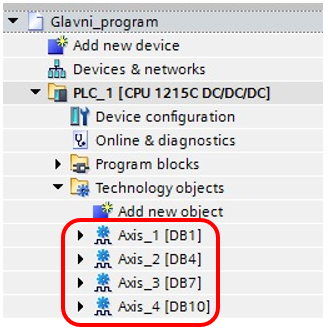 Glavni_program
Add new device
Devices & networks
PLC_1 [CPU 1215C DC/DC/DC]
Device configuration
Online & diagnostics
Program blocks
Technology objects
Add new object
Axis_1 [DB1]
Axis_2 [DB4]
Axis_3 [DB7]
Axis_4 [DB10]